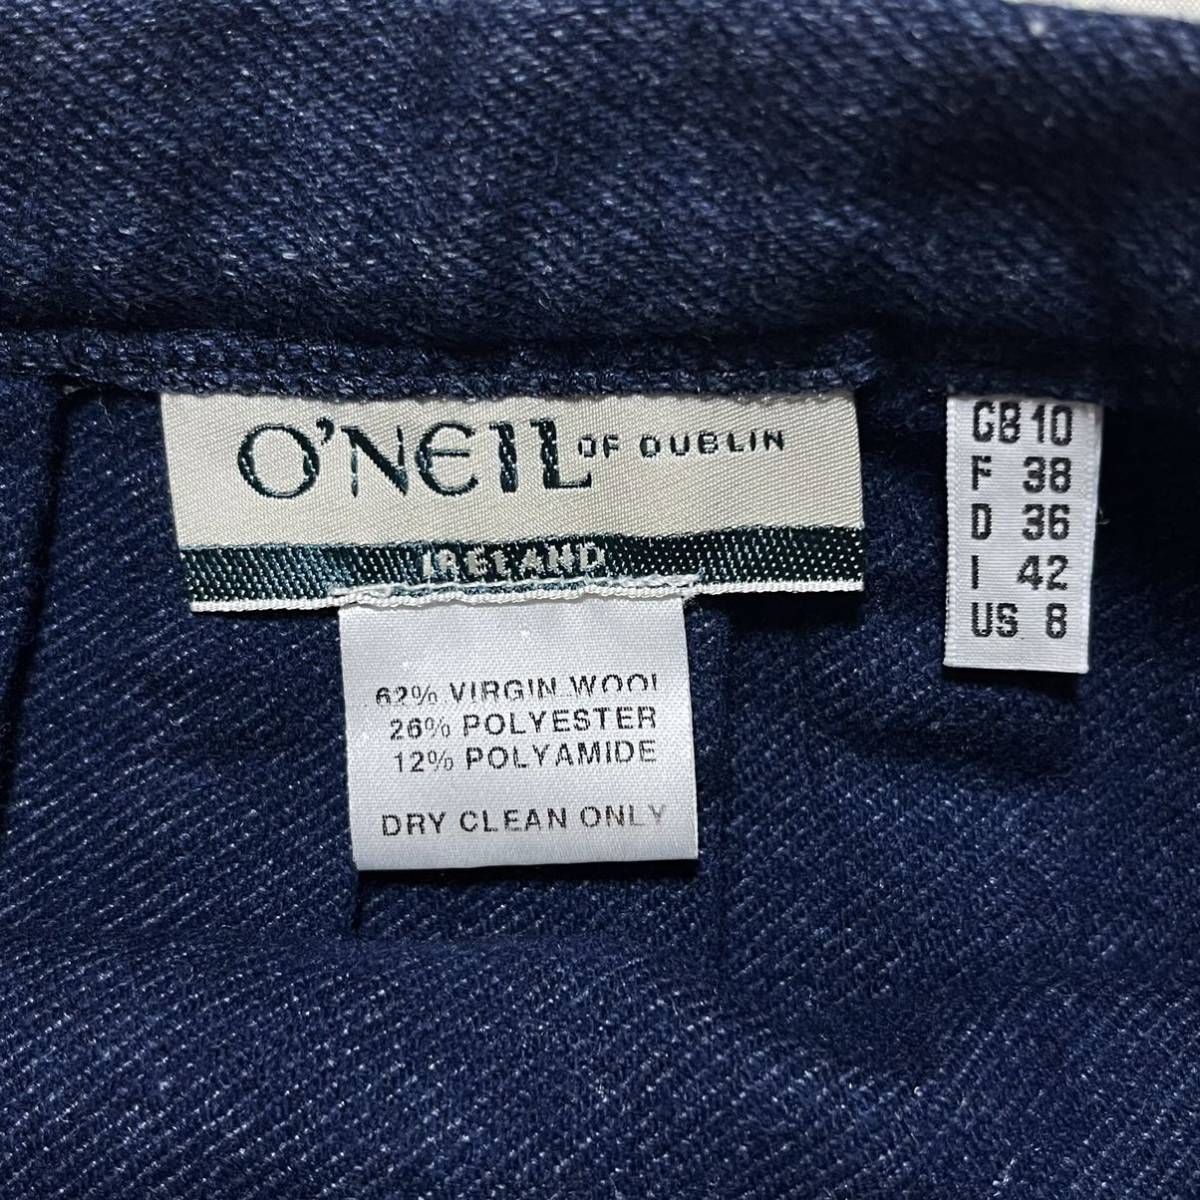 O'NEIL OF DUBLIN
IRELAND
62% VIRGIN WOOL
26% POLYESTER
12% POLYAMIDE
DRY CLEAN ONLY
GB 10
F 38
D 36
I 42
US 8